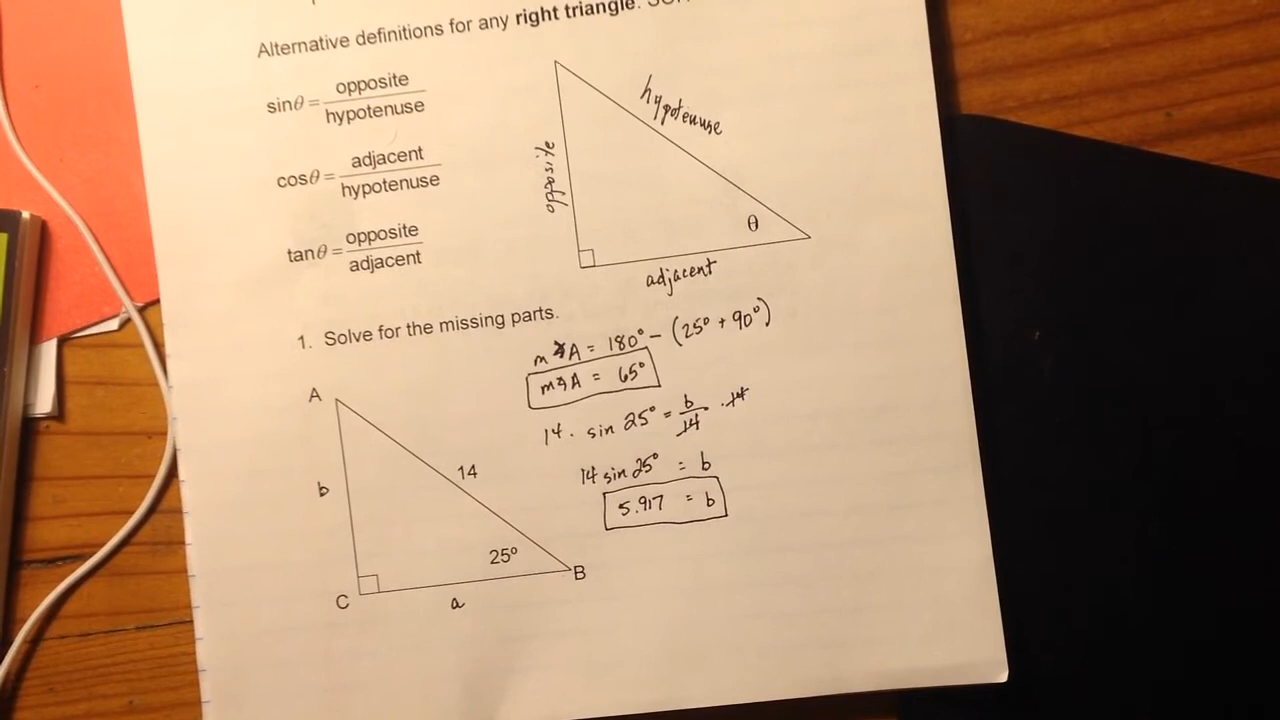 Alternative definitions for any right triangle:
sinθ = opposite / hypotenuse
cosθ = adjacent / hypotenuse
tanθ = opposite / adjacent
hypotenuse
opposite
θ
adjacent
1. Solve for the missing parts.
A
14
b
25°
B
C
a
m∡A = 180° − (25° + 90°)
m∡A = 65°
14 · sin 25° = b/14 · 14
14 sin 25° = b
5.917 = b